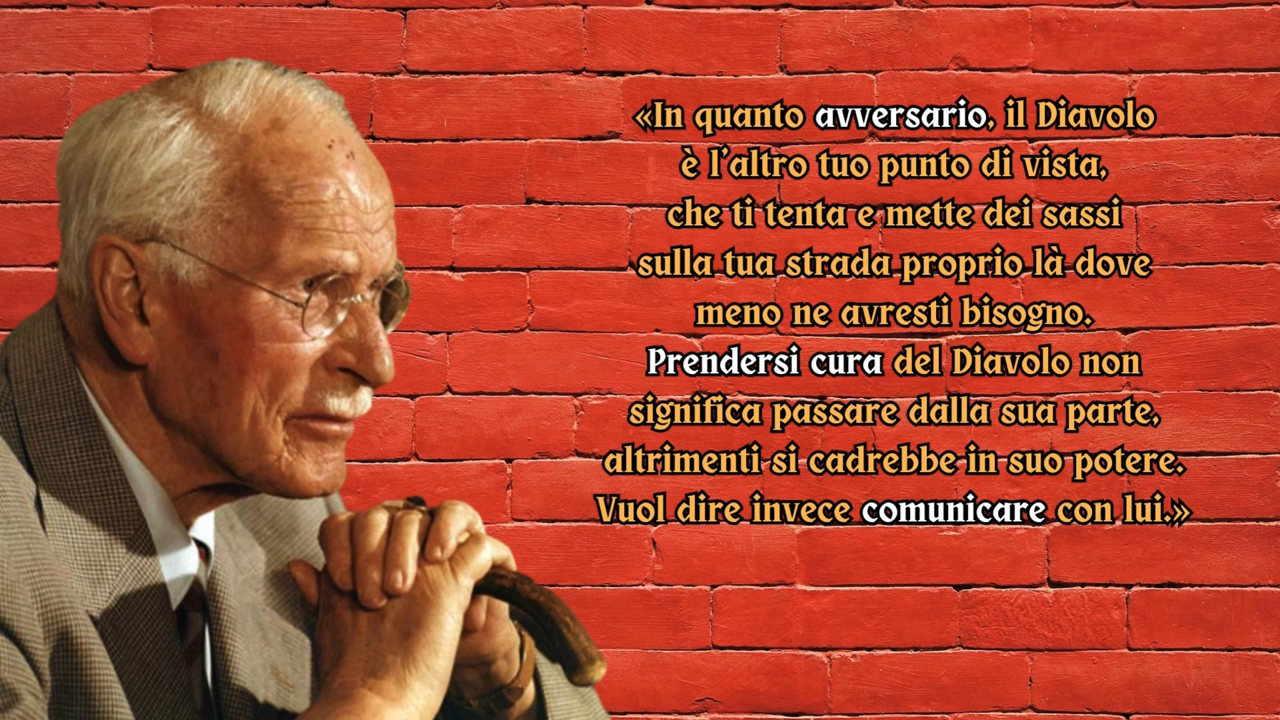 «In quanto avversario, il Diavolo
è l'altro tuo punto di vista,
che ti tenta e mette dei sassi
sulla tua strada proprio là dove
meno ne avresti bisogno.
Prendersi cura del Diavolo non
significa passare dalla sua parte,
altrimenti si cadrebbe in suo potere.
Vuol dire invece comunicare con lui.»